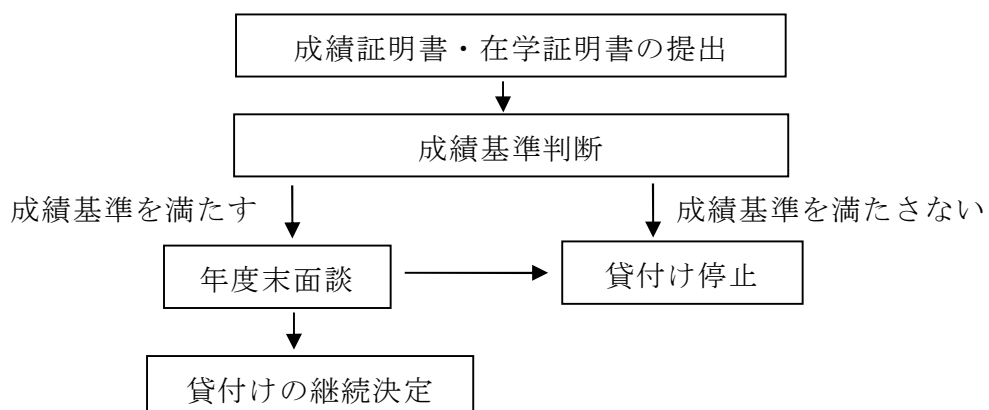 成績証明書・在学証明書の提出
成績基準判断
成績基準を満たす
成績基準を満たさない
年度末面談
貸付け停止
貸付けの継続決定